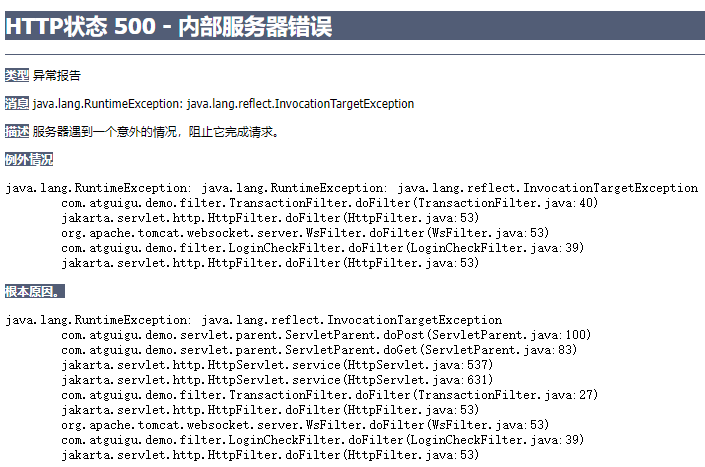 HTTP状态 500 - 内部服务器错误
类型 异常报告
消息 java.lang.RuntimeException: java.lang.reflect.InvocationTargetException
描述 服务器遇到一个意外的情况，阻止它完成请求。
例外情况
java.lang.RuntimeException: java.lang.RuntimeException: java.lang.reflect.InvocationTargetException
com.atguigu.demo.filter.TransactionFilter.doFilter(TransactionFilter.java:40)
jakarta.servlet.http.HttpFilter.doFilter(HttpFilter.java:53)
org.apache.tomcat.websocket.server.WsFilter.doFilter(WsFilter.java:53)
com.atguigu.demo.filter.LoginCheckFilter.doFilter(LoginCheckFilter.java:39)
jakarta.servlet.http.HttpFilter.doFilter(HttpFilter.java:53)
根本原因。
java.lang.RuntimeException: java.lang.reflect.InvocationTargetException
com.atguigu.demo.servlet.parent.ServletParent.doPost(ServletParent.java:100)
com.atguigu.demo.servlet.parent.ServletParent.doGet(ServletParent.java:83)
jakarta.servlet.http.HttpServlet.service(HttpServlet.java:537)
jakarta.servlet.http.HttpServlet.service(HttpServlet.java:631)
com.atguigu.demo.filter.TransactionFilter.doFilter(TransactionFilter.java:27)
jakarta.servlet.http.HttpFilter.doFilter(HttpFilter.java:53)
org.apache.tomcat.websocket.server.WsFilter.doFilter(WsFilter.java:53)
com.atguigu.demo.filter.LoginCheckFilter.doFilter(LoginCheckFilter.java:39)
jakarta.servlet.http.HttpFilter.doFilter(HttpFilter.java:53)